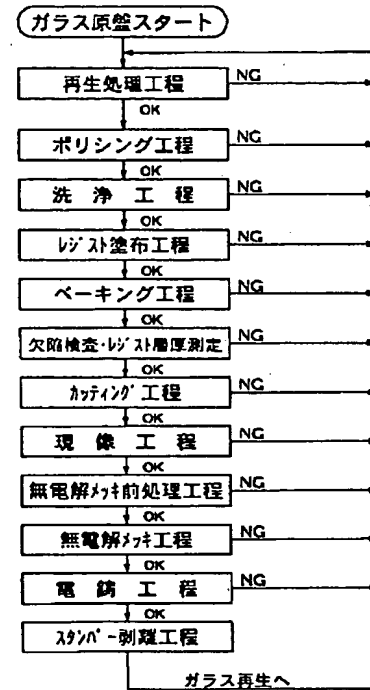 ガラス原盤スタート
再生処理工程
NG
OK
ポリシング工程
NG
OK
洗浄工程
NG
OK
レジスト塗布工程
NG
OK
ベーキング工程
NG
OK
欠陥検査・レジスト層厚測定
NG
OK
カッティング工程
NG
OK
現像工程
NG
OK
無電解メッキ前処理工程
NG
OK
無電解メッキ工程
NG
OK
電鋳工程
NG
OK
スタンパー剥離工程
ガラス再生へ